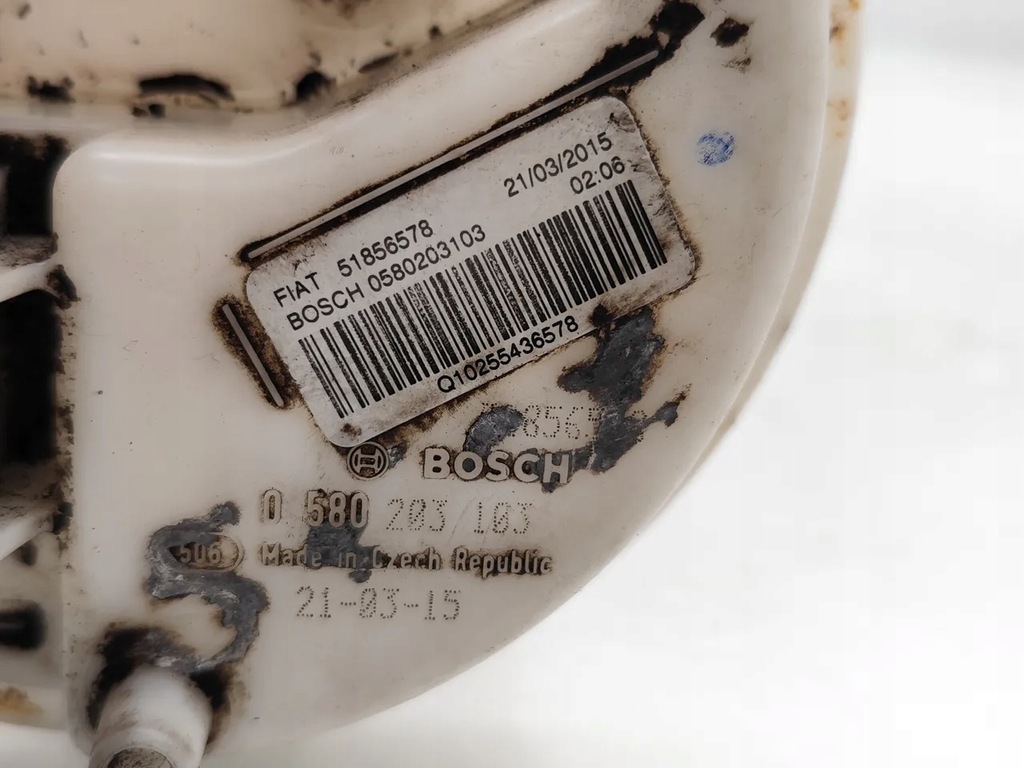 21/03/2015
02:06
FIAT 51856578
BOSCH 0580203103
Q10255436578
BOSCH
0 580 203 103
506 Made in Czech Republic
21-03-15